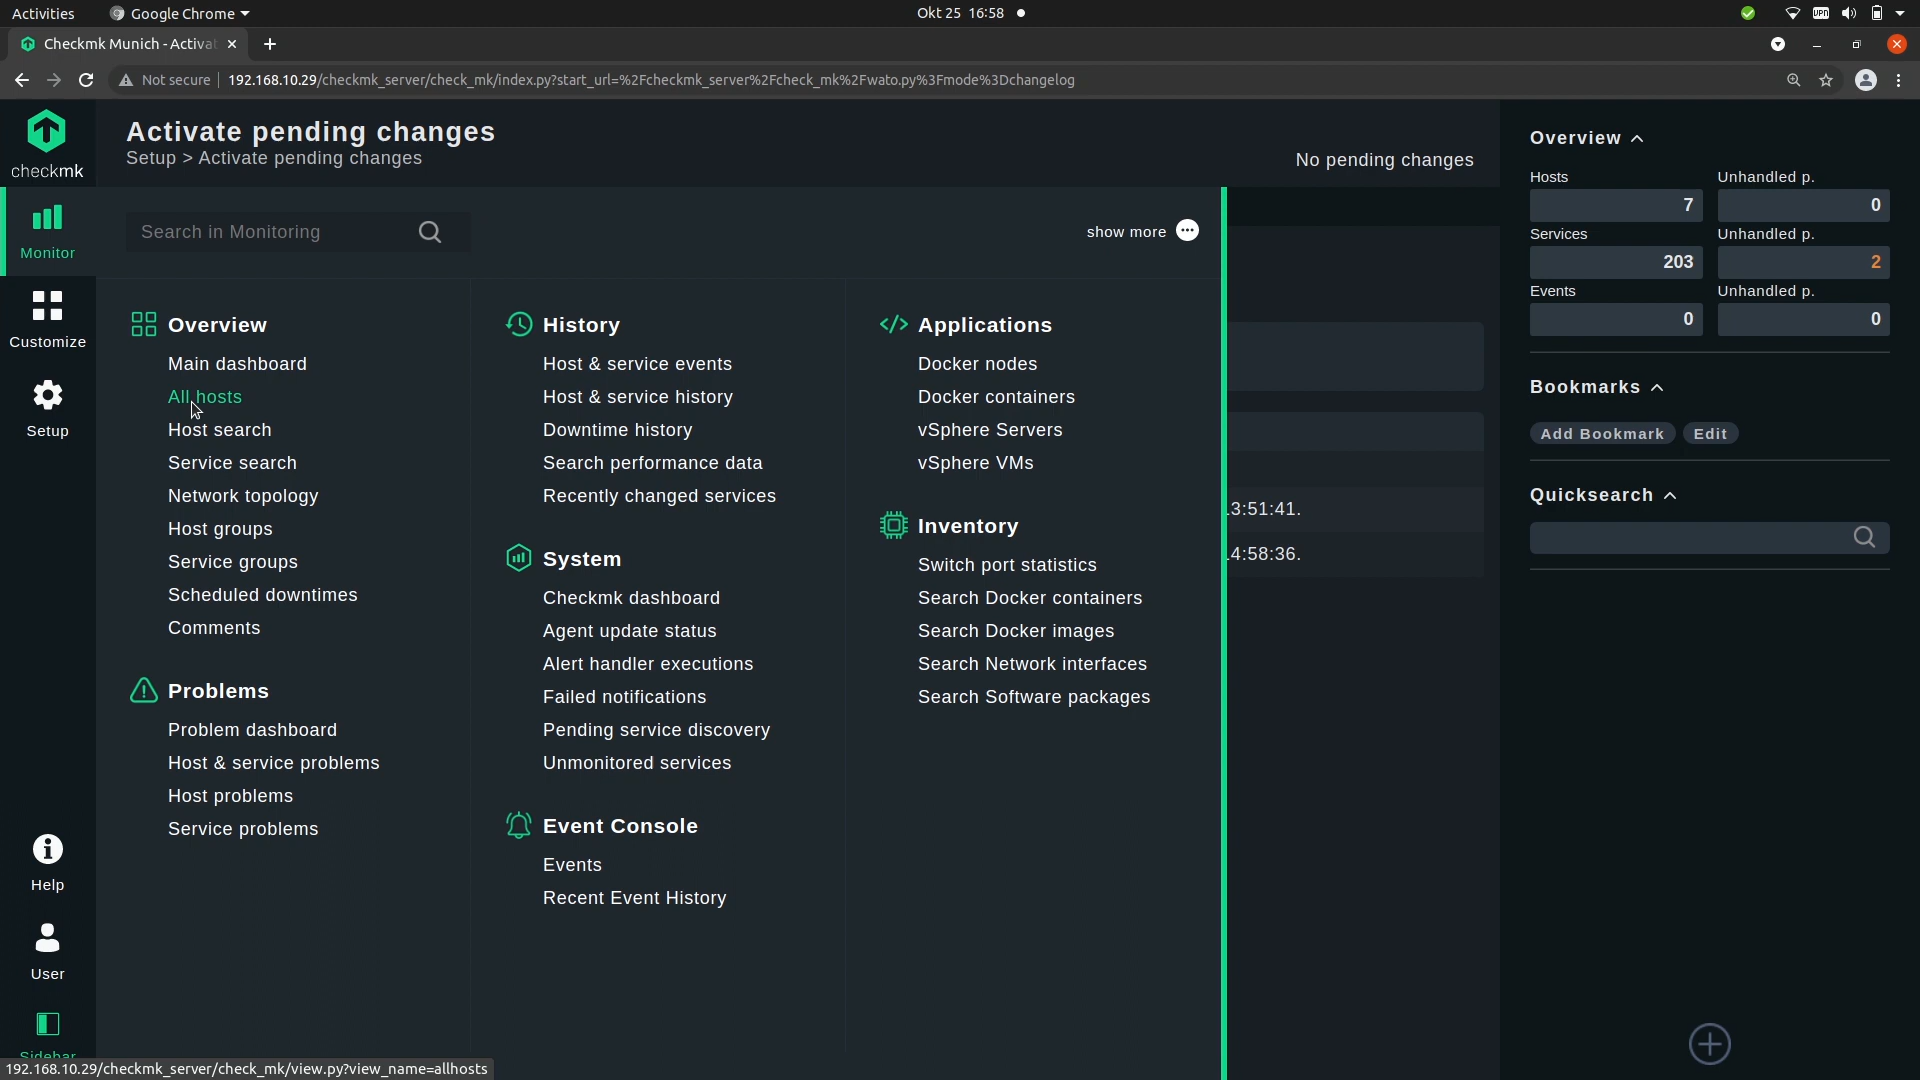 Activities
Google Chrome
Okt 25 16:58
VPN
Checkmk Munich - Activat
Not secure
192.168.10.29/checkmk_server/check_mk/index.py?start_url=%2Fcheckmk_server%2Fcheck_mk%2Fwato.py%3Fmode%3Dchangelog
checkmk
Activate pending changes
Setup > Activate pending changes
No pending changes
Monitor
Customize
Setup
Help
User
Sidebar
Search in Monitoring
show more
Overview
Main dashboard
All hosts
Host search
Service search
Network topology
Host groups
Service groups
Scheduled downtimes
Comments
Problems
Problem dashboard
Host & service problems
Host problems
Service problems
History
Host & service events
Host & service history
Downtime history
Search performance data
Recently changed services
System
Checkmk dashboard
Agent update status
Alert handler executions
Failed notifications
Pending service discovery
Unmonitored services
Event Console
Events
Recent Event History
Applications
Docker nodes
Docker containers
vSphere Servers
vSphere VMs
Inventory
Switch port statistics
Search Docker containers
Search Docker images
Search Network interfaces
Search Software packages
3:51:41.
4:58:36.
Overview
Hosts Unhandled p.
7 0
Services Unhandled p.
203 2
Events Unhandled p.
0 0
Bookmarks
Add Bookmark Edit
Quicksearch
192.168.10.29/checkmk_server/check_mk/view.py?view_name=allhosts